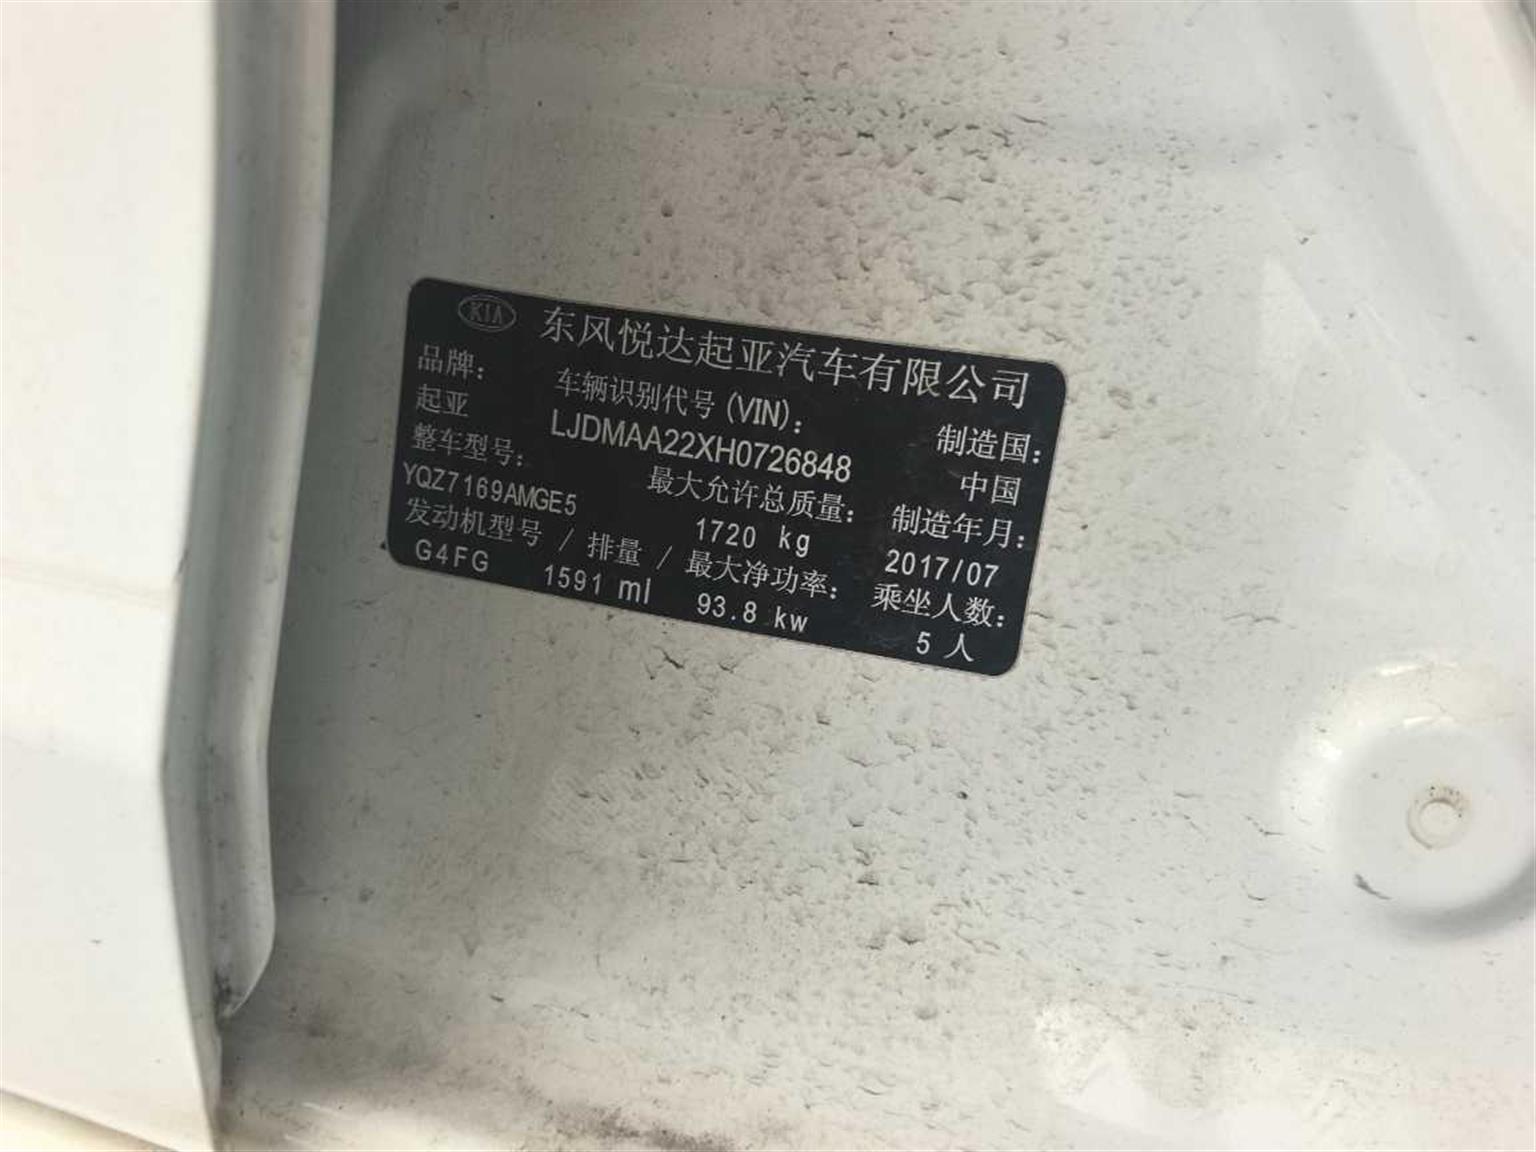 KIA 东风悦达起亚汽车有限公司
品牌： 车辆识别代号(VIN)： 制造国：
起亚 LJDMAA22XH0726848 中国
整车型号： 最大允许总质量： 制造年月：
YQZ7169AMGE5 1720 kg 2017/07
发动机型号 / 排量 / 最大净功率： 乘坐人数：
G4FG 1591 ml 93.8 kw 5 人